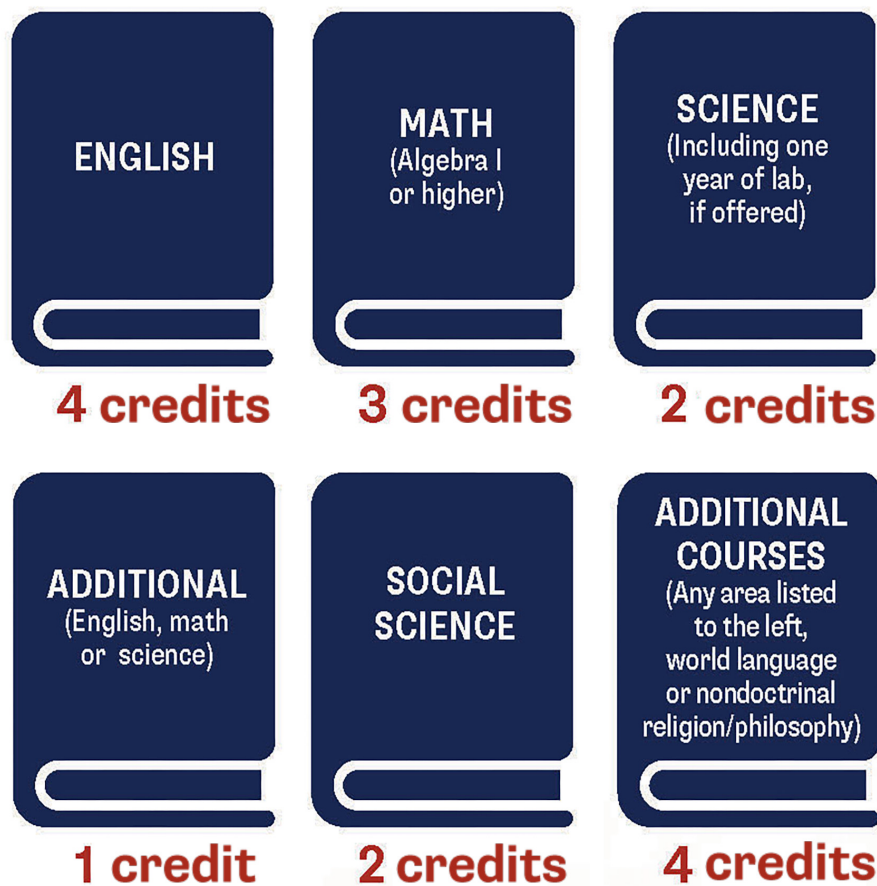 ENGLISH
4 credits
MATH
(Algebra I
or higher)
3 credits
SCIENCE
(Including one
year of lab,
if offered)
2 credits
ADDITIONAL
(English, math
or science)
1 credit
SOCIAL
SCIENCE
2 credits
ADDITIONAL
COURSES
(Any area listed
to the left,
world language
or nondoctrinal
religion/philosophy)
4 credits